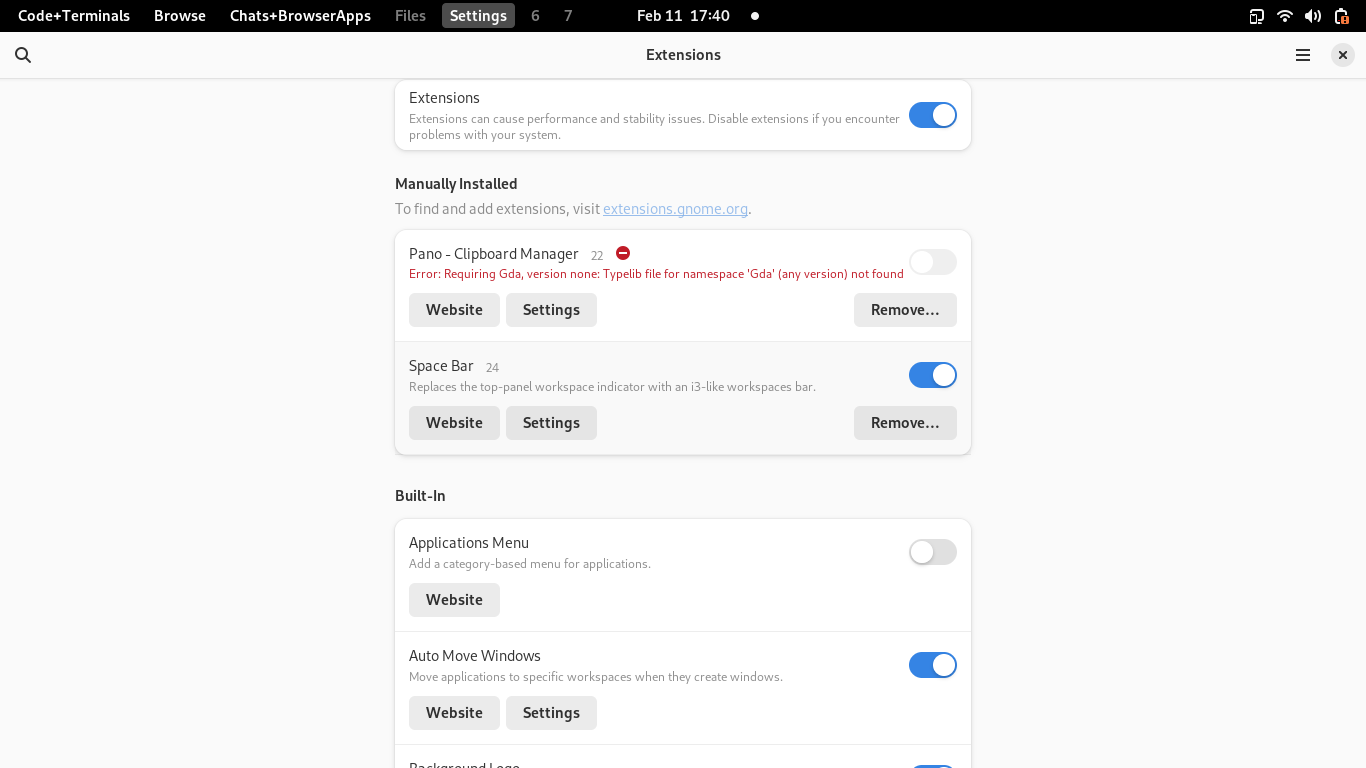 Code+Terminals Browse Chats+BrowserApps Files Settings 6 7 Feb 11 17:40
Extensions
Extensions
Extensions can cause performance and stability issues. Disable extensions if you encounter
problems with your system.
Manually Installed
To find and add extensions, visit extensions.gnome.org.
Pano - Clipboard Manager 22
Error: Requiring Gda, version none: Typelib file for namespace 'Gda' (any version) not found
Website Settings Remove…
Space Bar 24
Replaces the top-panel workspace indicator with an i3-like workspaces bar.
Website Settings Remove…
Built-In
Applications Menu
Add a category-based menu for applications.
Website
Auto Move Windows
Move applications to specific workspaces when they create windows.
Website Settings
Background Logo